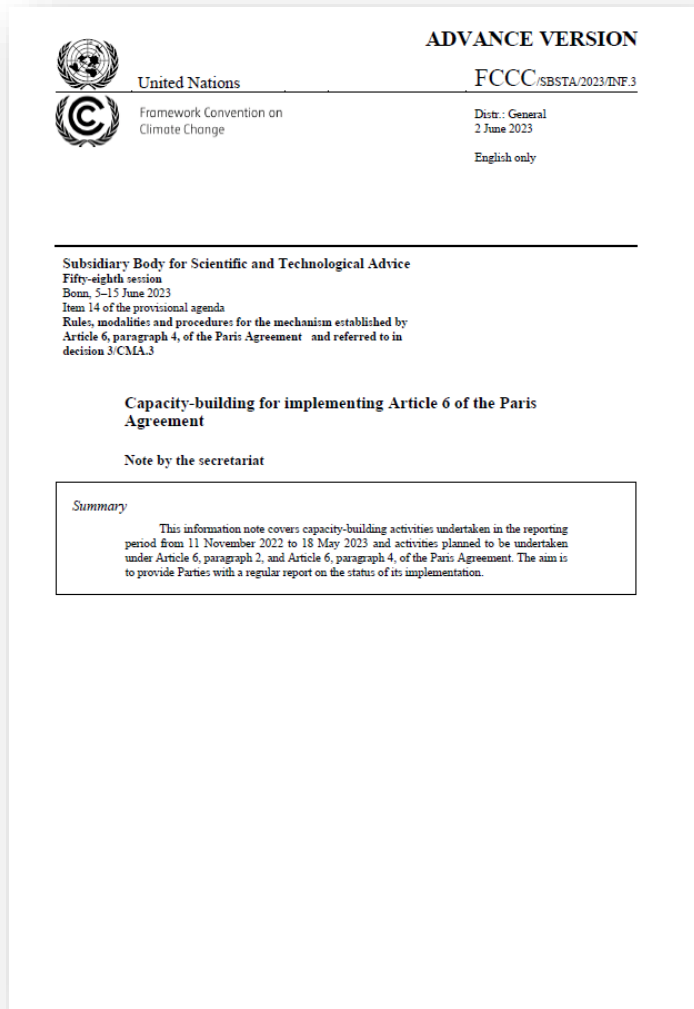 ADVANCE VERSION
United Nations
FCCC/SBSTA/2023/INF.3
Framework Convention on
Climate Change
Distr.: General
2 June 2023
English only
Subsidiary Body for Scientific and Technological Advice
Fifty-eighth session
Bonn, 5–15 June 2023
Item 14 of the provisional agenda
Rules, modalities and procedures for the mechanism established by
Article 6, paragraph 4, of the Paris Agreement and referred to in
decision 3/CMA.3
Capacity-building for implementing Article 6 of the Paris
Agreement
Note by the secretariat
Summary
This information note covers capacity-building activities undertaken in the reporting
period from 11 November 2022 to 18 May 2023 and activities planned to be undertaken
under Article 6, paragraph 2, and Article 6, paragraph 4, of the Paris Agreement. The aim is
to provide Parties with a regular report on the status of its implementation.